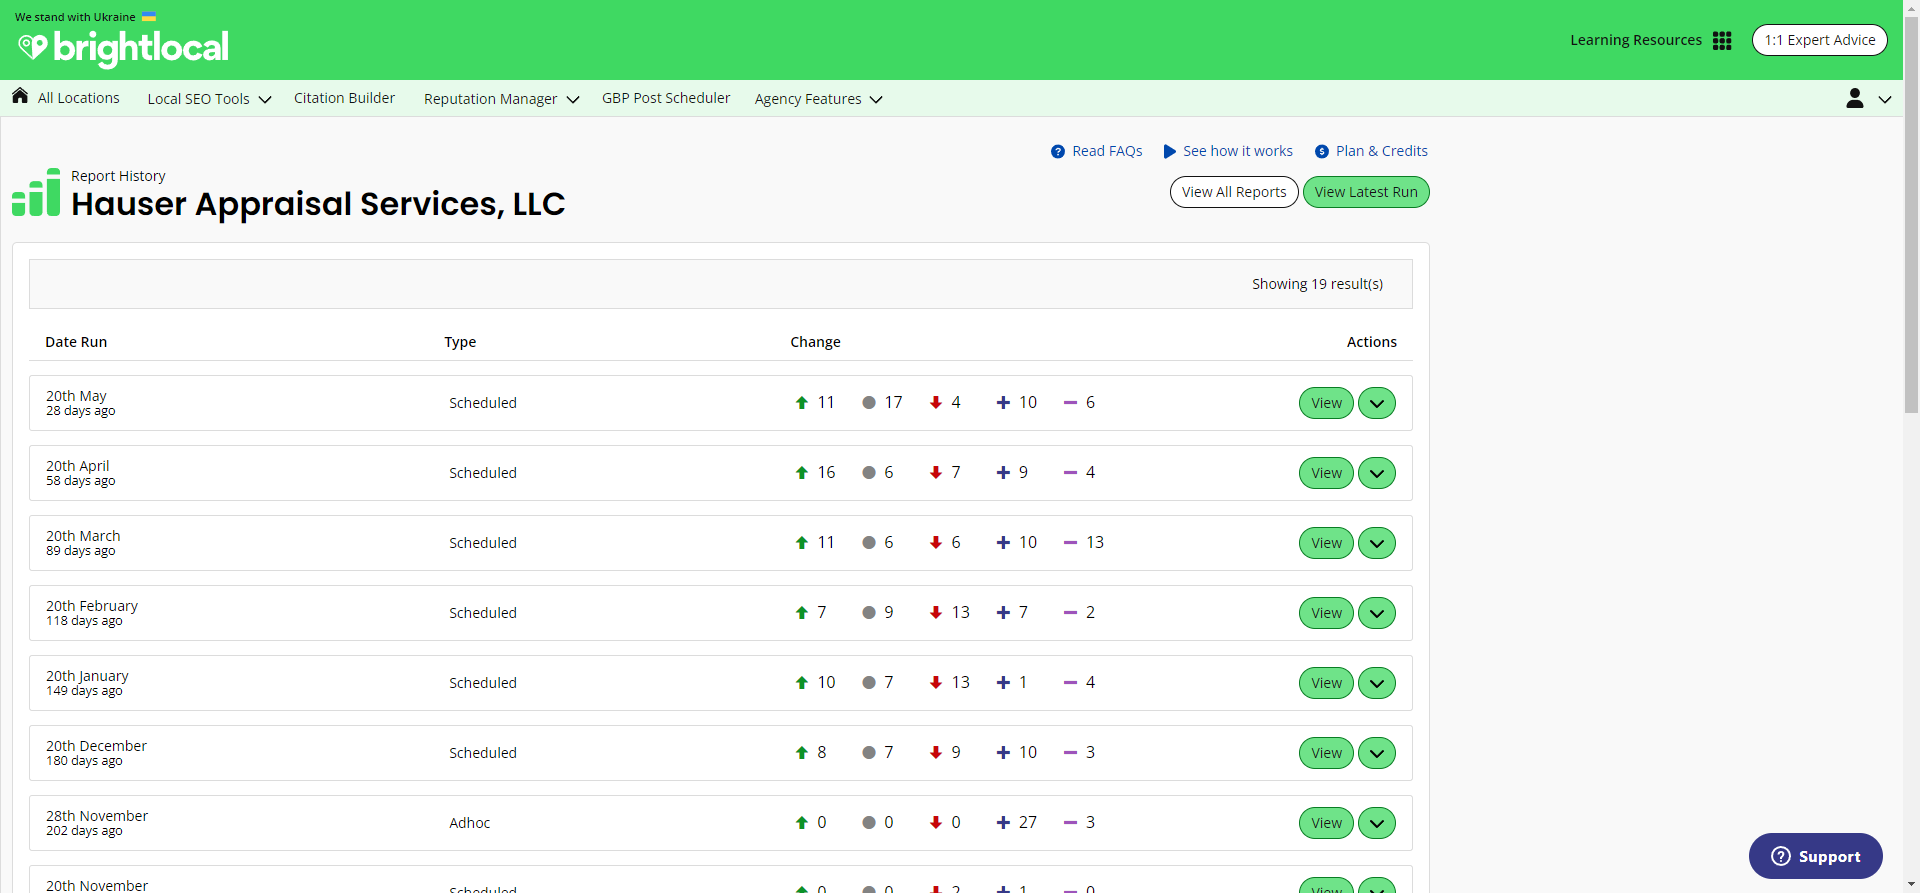 We stand with Ukraine
brightlocal
Learning Resources
1:1 Expert Advice
All Locations Local SEO Tools Citation Builder Reputation Manager GBP Post Scheduler Agency Features
Read FAQs See how it works Plan & Credits
Report History
Hauser Appraisal Services, LLC
View All Reports View Latest Run
Showing 19 result(s)
Date Run Type Change Actions
20th May
28 days ago
Scheduled 11 17 4 10 6 View
20th April
58 days ago
Scheduled 16 6 7 9 4 View
20th March
89 days ago
Scheduled 11 6 6 10 13 View
20th February
118 days ago
Scheduled 7 9 13 7 2 View
20th January
149 days ago
Scheduled 10 7 13 1 4 View
20th December
180 days ago
Scheduled 8 7 9 10 3 View
28th November
202 days ago
Adhoc 0 0 0 27 3 View
20th November
Scheduled 0 0 2 1 0 View
Support